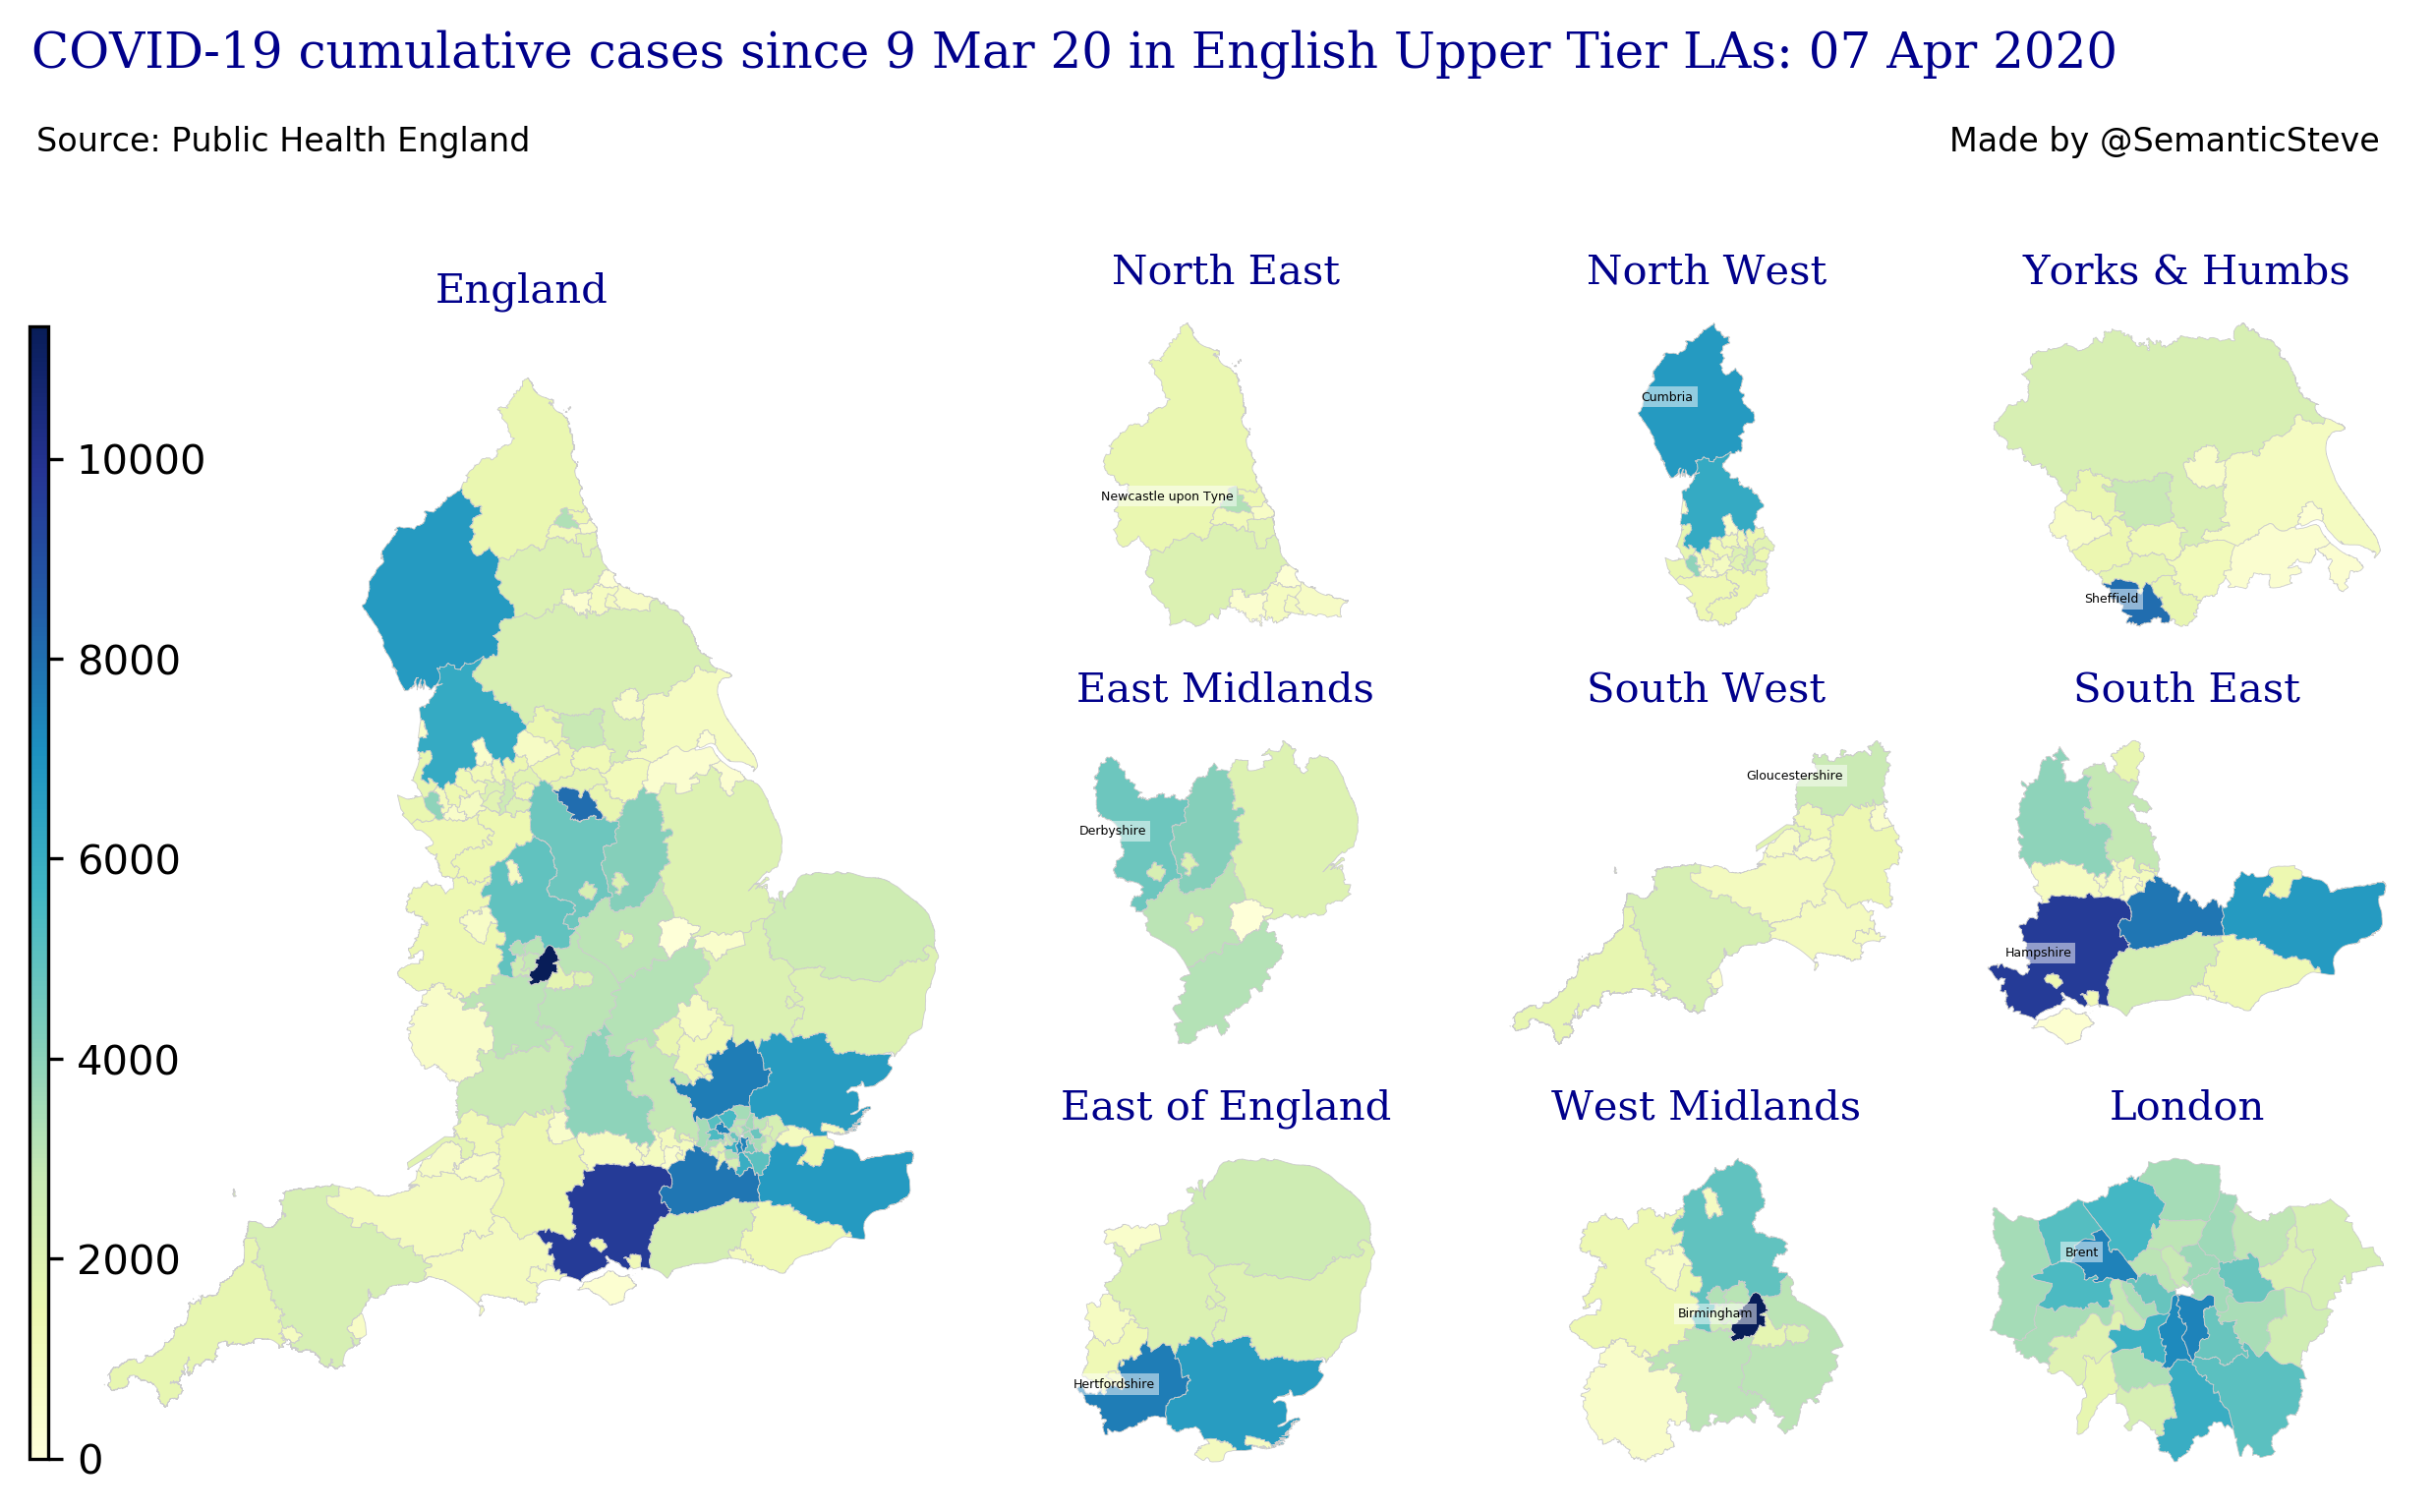 COVID-19 cumulative cases since 9 Mar 20 in English Upper Tier LAs: 07 Apr 2020
Source: Public Health England
Made by @SemanticSteve
England
10000
8000
6000
4000
2000
0
North East
Newcastle upon Tyne
North West
Cumbria
Yorks & Humbs
Sheffield
East Midlands
Derbyshire
South West
Gloucestershire
South East
Hampshire
East of England
Hertfordshire
West Midlands
Birmingham
London
Brent